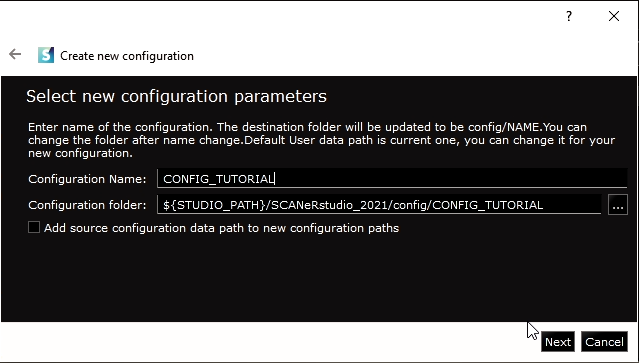 ?
Create new configuration
Select new configuration parameters
Enter name of the configuration. The destination folder will be updated to be config/NAME.You can
change the folder after name change.Default User data path is current one, you can change it for your
new configuration.
Configuration Name: CONFIG_TUTORIAL
Configuration folder: ${STUDIO_PATH}/SCANeRstudio_2021/config/CONFIG_TUTORIAL ...
Add source configuration data path to new configuration paths
Next Cancel